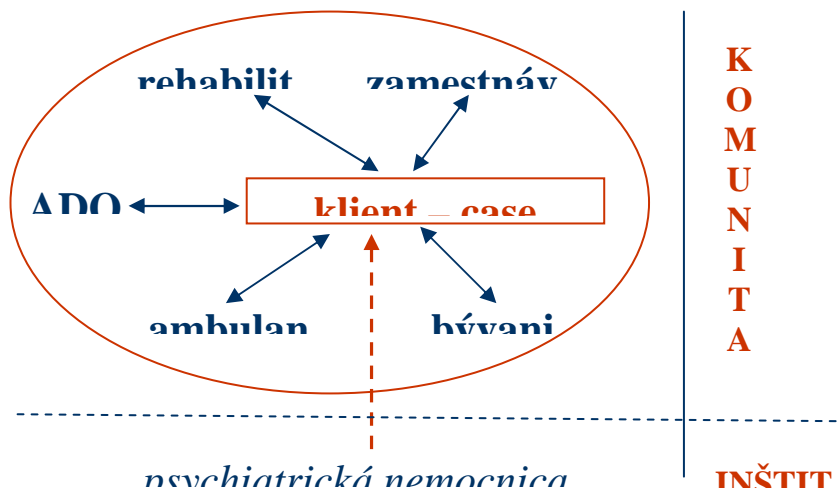 rehabilit
zamestnáv
ADO
klient – case
ambulan
bývani
K
O
M
U
N
I
T
A
psychiatrická nemocnica
INŠTIT